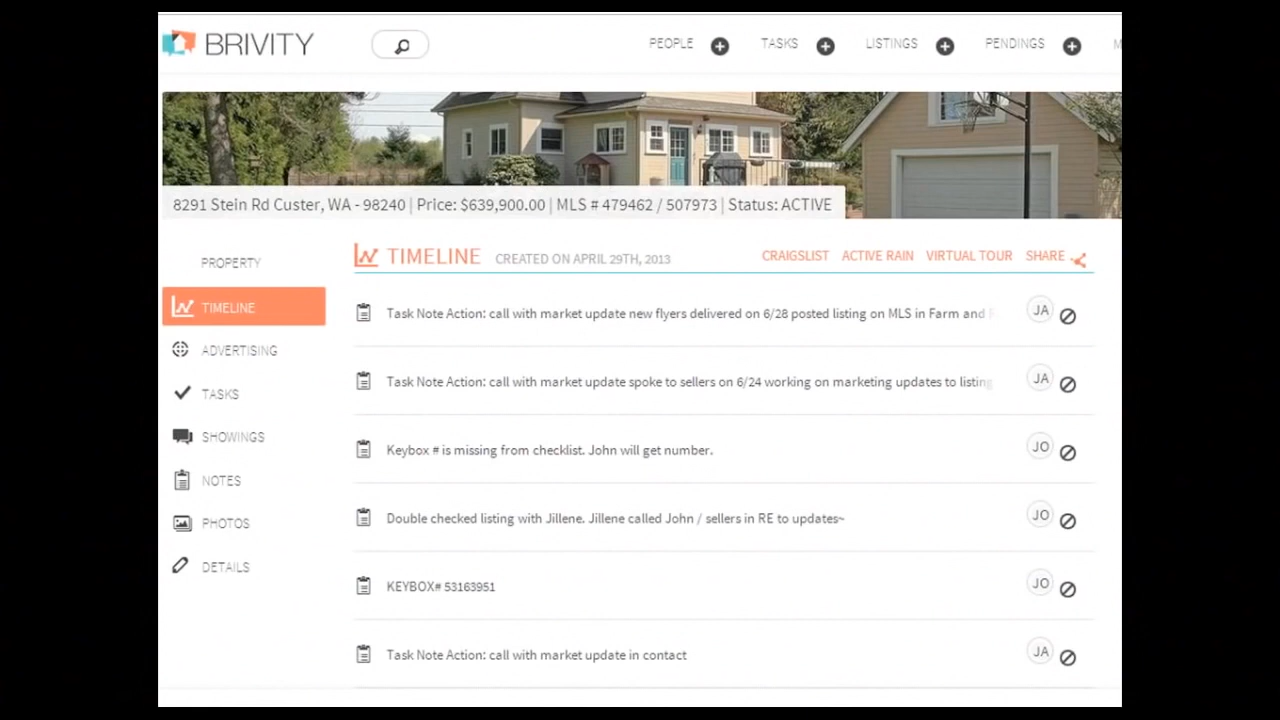 BRIVITY
PEOPLE TASKS LISTINGS PENDINGS
8291 Stein Rd Custer, WA - 98240 | Price: $639,900.00 | MLS # 479462 / 507973 | Status: ACTIVE
PROPERTY
TIMELINE
ADVERTISING
TASKS
SHOWINGS
NOTES
PHOTOS
DETAILS
TIMELINE CREATED ON APRIL 29TH, 2013 CRAIGSLIST ACTIVE RAIN VIRTUAL TOUR SHARE
Task Note Action: call with market update new flyers delivered on 6/28 posted listing on MLS in Farm and JA
Task Note Action: call with market update spoke to sellers on 6/24 working on marketing updates to listing JA
Keybox # is missing from checklist. John will get number. JO
Double checked listing with Jillene. Jillene called John / sellers in RE to updates~ JO
KEYBOX# 53163951 JO
Task Note Action: call with market update in contact JA